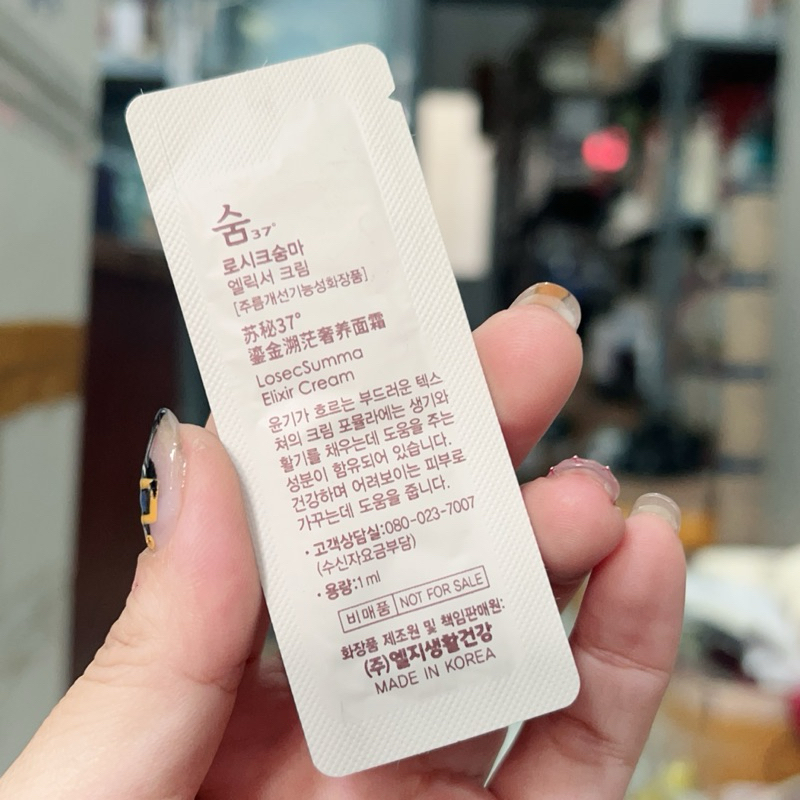 숨37°
로시크숨마
엘릭서 크림
[주름개선기능성화장품]
苏秘37°
鎏金溯茫奢养面霜
LosecSumma
Elixir Cream
윤기가 흐르는 부드러운 텍스
쳐의 크림 포뮬라에는 생기와
활기를 채우는데 도움을 주는
성분이 함유되어 있습니다.
건강하며 어려보이는 피부로
가꾸는데 도움을 줍니다.
•고객상담실:080-023-7007
(수신자요금부담)
•용량:1ml
비매품 NOT FOR SALE
화장품 제조원 및 책임판매원:
(주)엘지생활건강
MADE IN KOREA